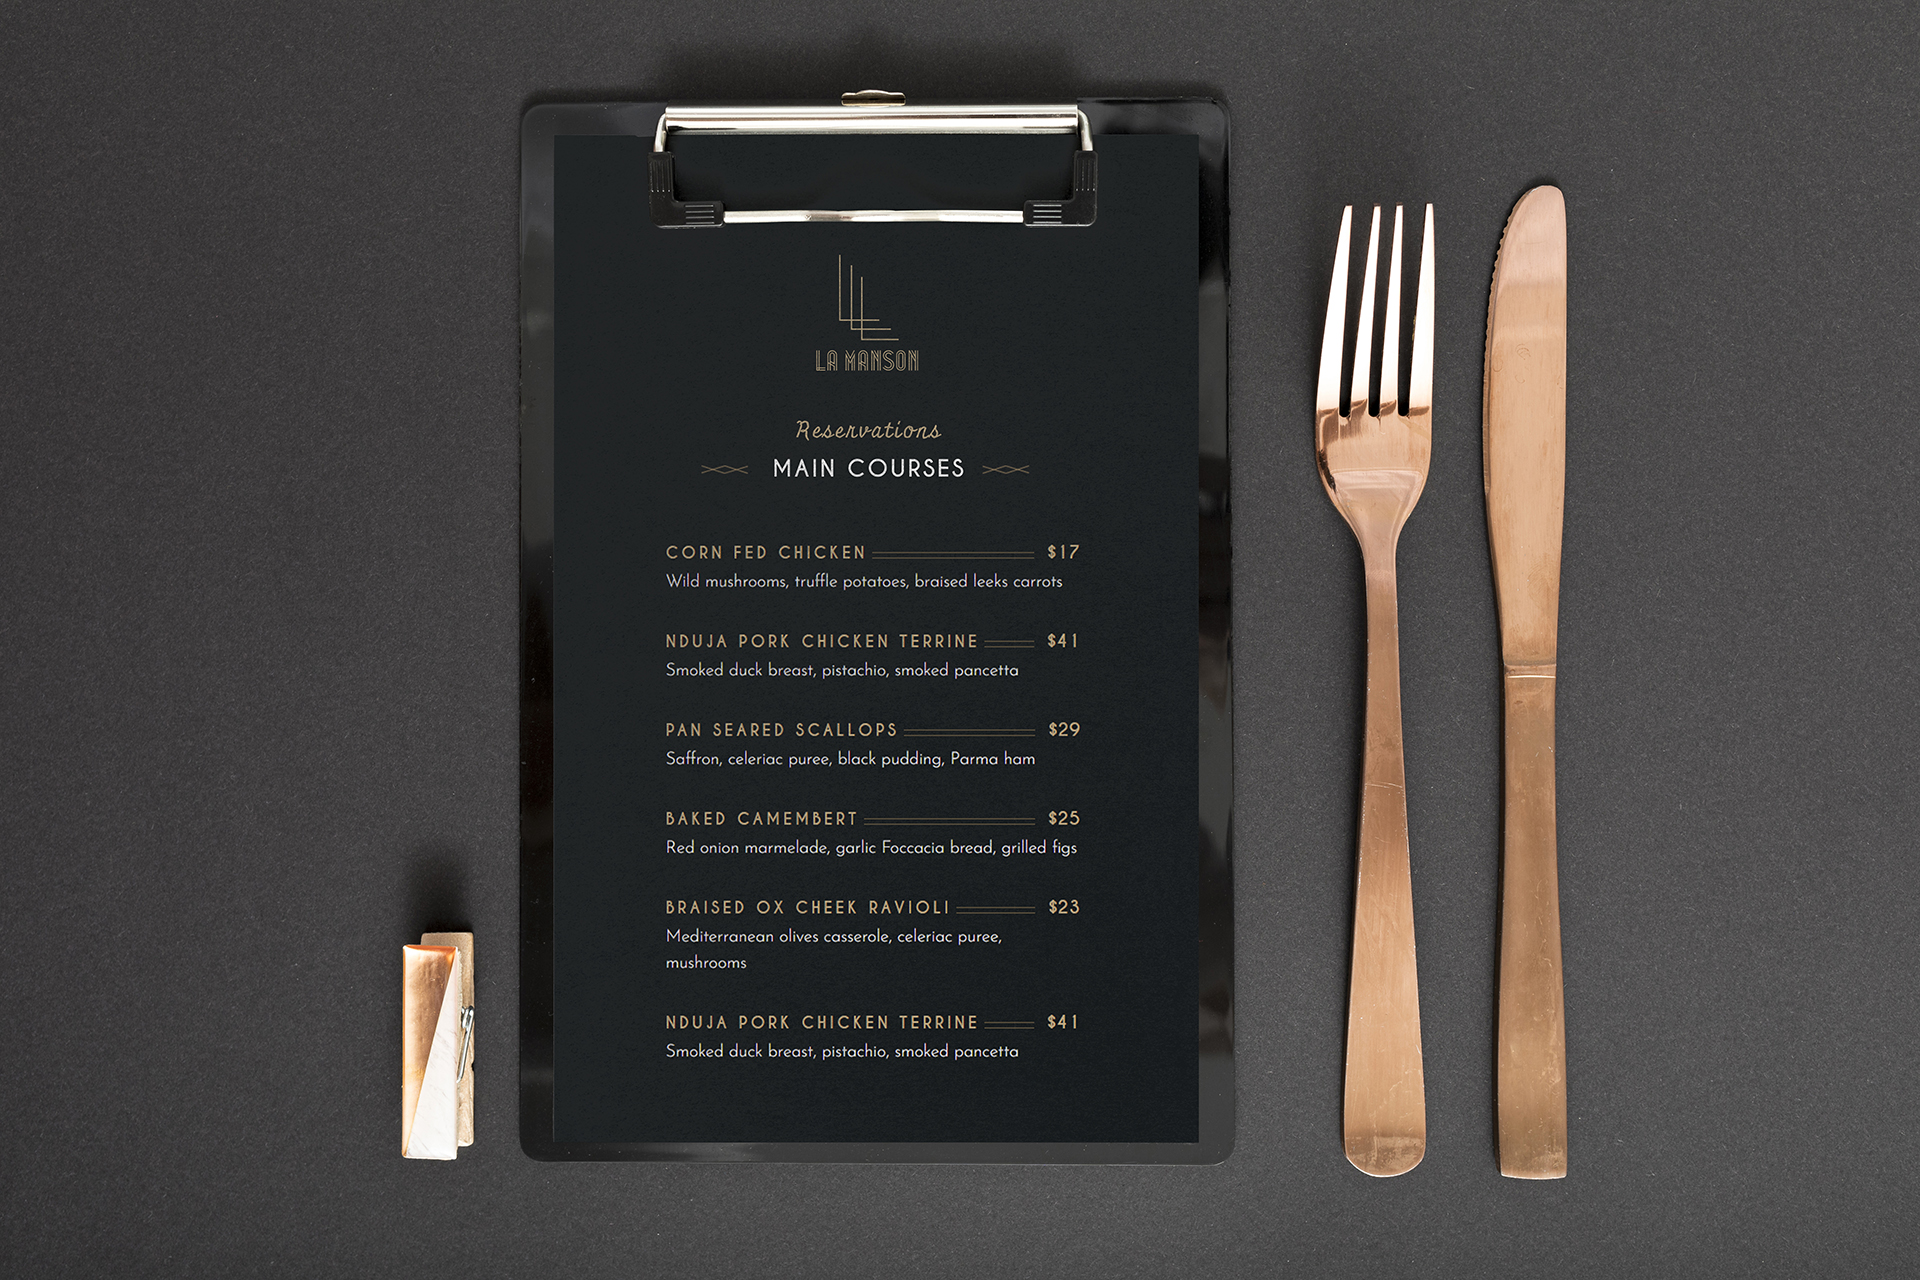 LA MANSON
Reservations
MAIN COURSES
CORN FED CHICKEN $17
Wild mushrooms, truffle potatoes, braised leeks carrots
NDUJA PORK CHICKEN TERRINE $41
Smoked duck breast, pistachio, smoked pancetta
PAN SEARED SCALLOPS $29
Saffron, celeriac puree, black pudding, Parma ham
BAKED CAMEMBERT $25
Red onion marmelade, garlic Foccacia bread, grilled figs
BRAISED OX CHEEK RAVIOLI $23
Mediterranean olives casserole, celeriac puree,
mushrooms
NDUJA PORK CHICKEN TERRINE $41
Smoked duck breast, pistachio, smoked pancetta